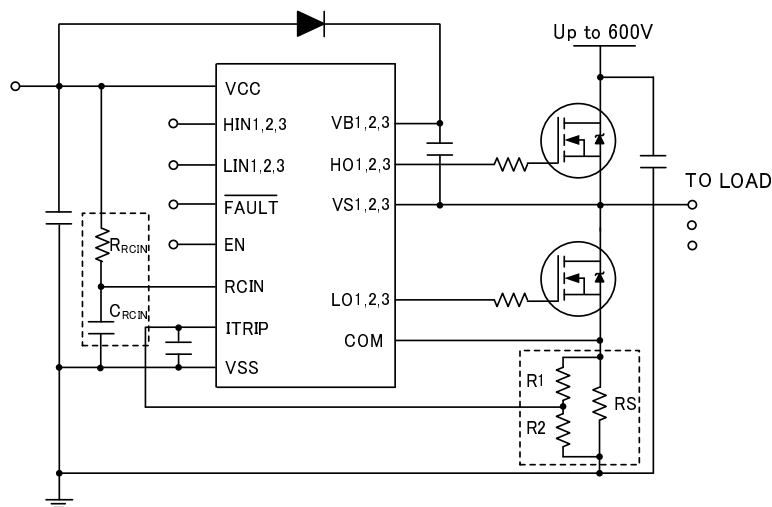 Up to 600V
VCC
HIN1,2,3
LIN1,2,3
FAULT
EN
RCIN
ITRIP
VSS
VB1,2,3
HO1,2,3
VS1,2,3
LO1,2,3
COM
TO LOAD
RRCIN
CRCIN
R1
R2
RS